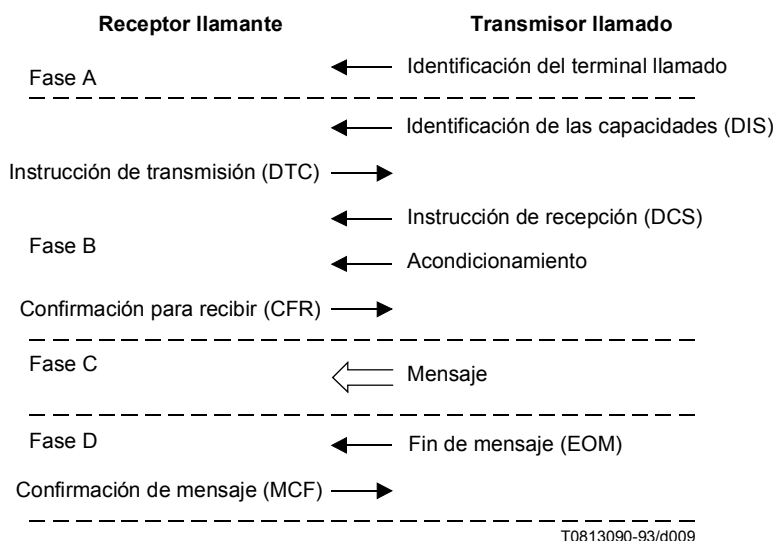 Receptor llamante Transmisor llamado
Identificación del terminal llamado
Fase A
Identificación de las capacidades (DIS)
Instrucción de transmisión (DTC)
Instrucción de recepción (DCS)
Fase B
Acondicionamiento
Confirmación para recibir (CFR)
Fase C
Mensaje
Fase D Fin de mensaje (EOM)
Confirmación de mensaje (MCF)
T0813090-93/d009